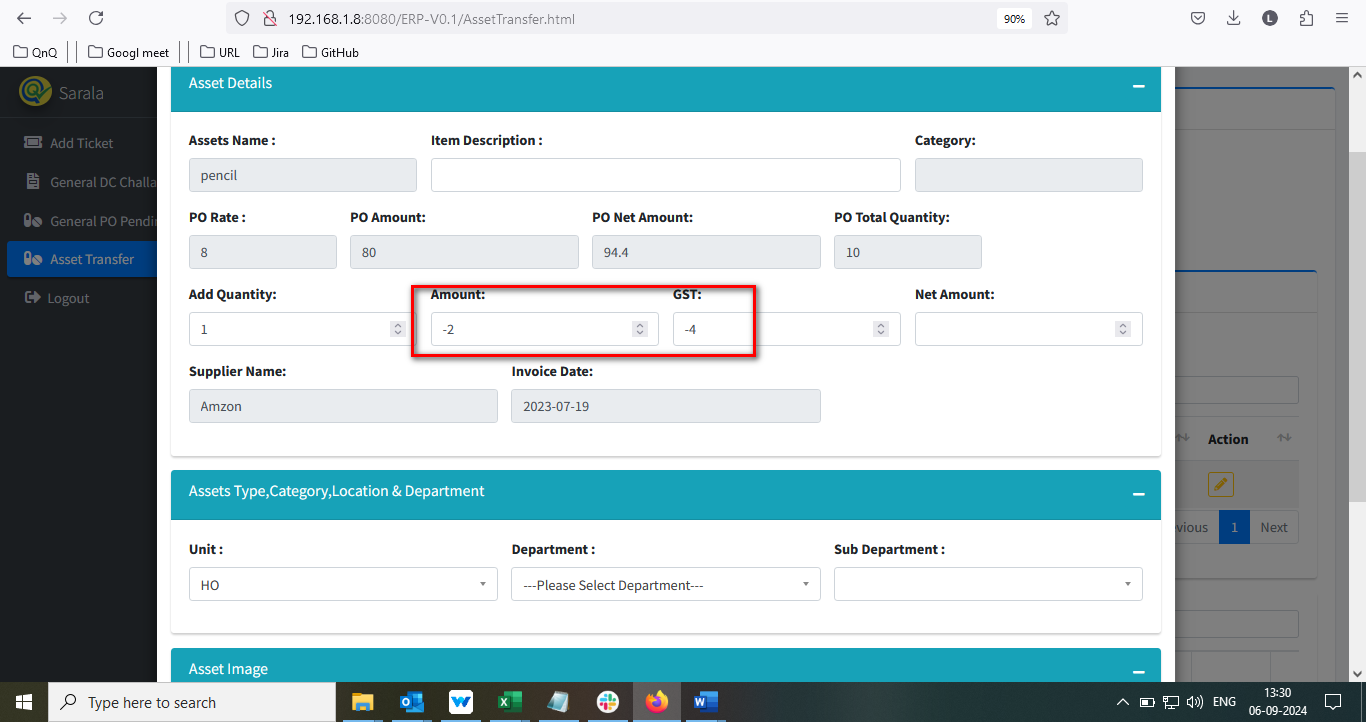 192.168.1.8:8080/ERP-V0.1/AssetTransfer.html
90%
L
QnQ
Googl meet
URL
Jira
GitHub
Sarala
Add Ticket
General DC Challa
General PO Pendin
Asset Transfer
Logout
Asset Details
Assets Name : Item Description : Category:
pencil
PO Rate : PO Amount: PO Net Amount: PO Total Quantity:
8 80 94.4 10
Add Quantity: Amount: GST: Net Amount:
1 -2 -4
Supplier Name: Invoice Date:
Amzon 2023-07-19
Action
vious 1 Next
Assets Type,Category,Location & Department
Unit : Department : Sub Department :
HO ---Please Select Department---
Asset Image
Type here to search
ENG
13:30
06-09-2024